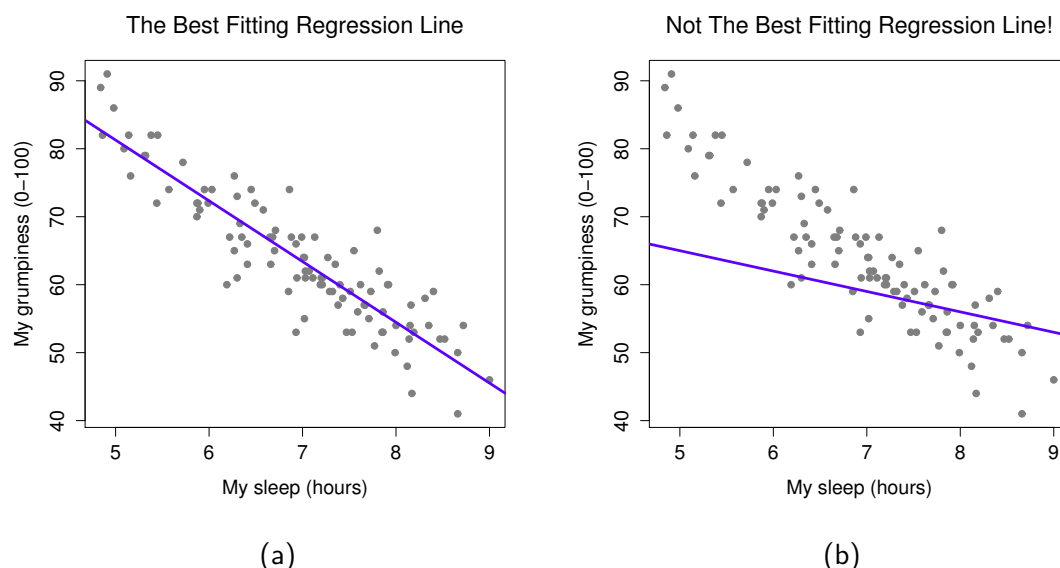 The Best Fitting Regression Line
90
80
70
60
50
40
My grumpiness (0−100)
5 6 7 8 9
My sleep (hours)
(a)
Not The Best Fitting Regression Line!
90
80
70
60
50
40
My grumpiness (0−100)
5 6 7 8 9
My sleep (hours)
(b)